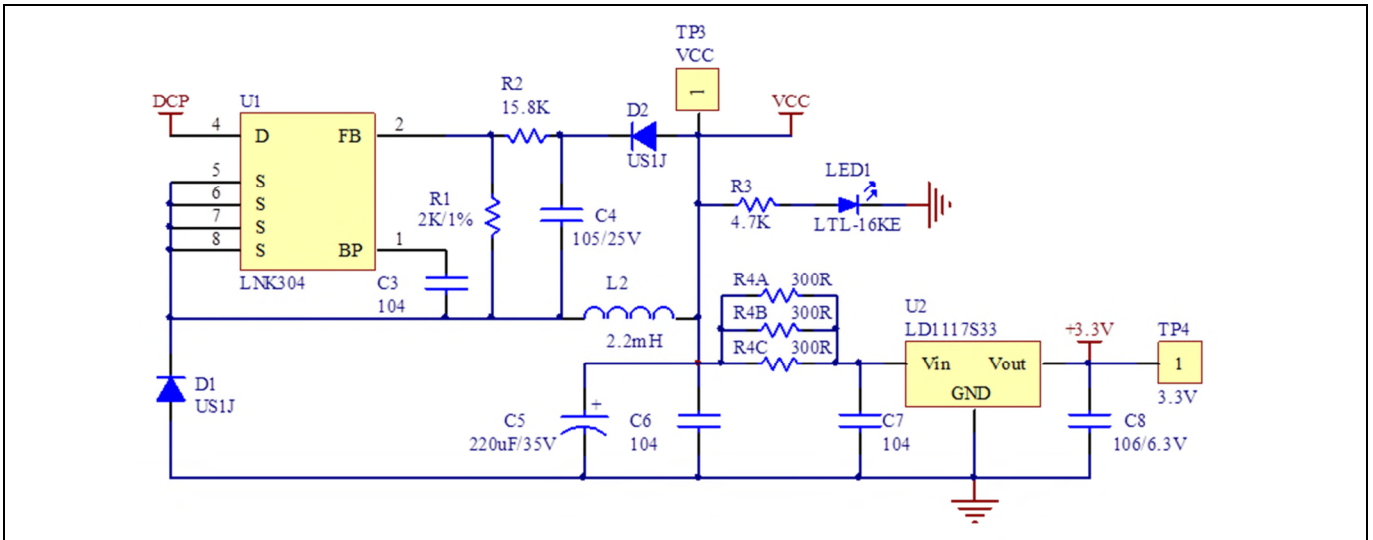 TP3
VCC
1
DCP
U1
4
D
FB
2
R2
15.8K
D2
US1J
VCC
5
S
6
S
7
S
8
S
BP
1
LNK304
R1
2K/1%
C4
105/25V
R3
4.7K
LED1
LTL-16KE
C3
104
L2
2.2mH
R4A
300R
R4B
300R
R4C
300R
U2
LD1117S33
Vin
Vout
GND
+3.3V
TP4
1
3.3V
D1
US1J
C5
+
220uF/35V
C6
104
C7
104
C8
106/6.3V